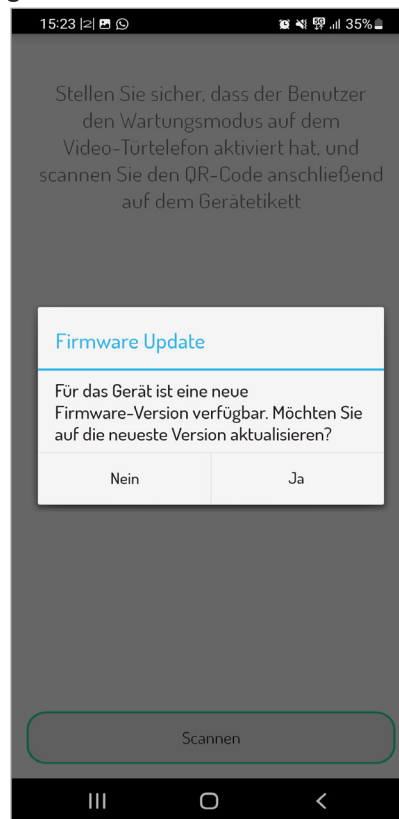 15:23 |2|
35%
Stellen Sie sicher, dass der Benutzer
den Wartungsmodus auf dem
Video-Türtelefon aktiviert hat, und
scannen Sie den QR-Code anschließend
auf dem Gerätetikett
Firmware Update
Für das Gerät ist eine neue
Firmware-Version verfügbar. Möchten Sie
auf die neueste Version aktualisieren?
Nein Ja
Scannen